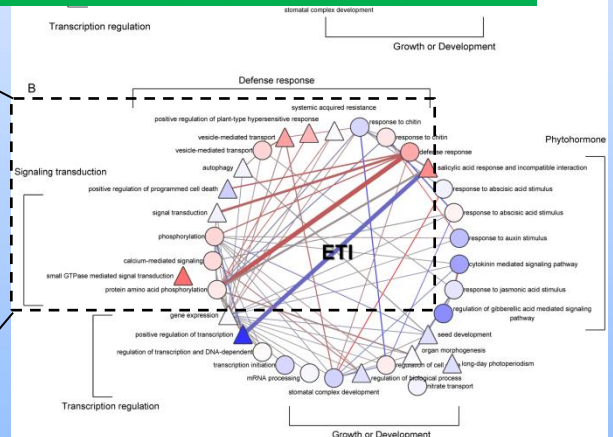 stomatal complex development
Transcription regulation
Growth or Development
B
Defense response
systemic acquired resistance
positive regulation of plant-type hypersensitive response
response to chitin
vesicle-mediated transport
response to chitin
Phytohormone
vesicle-mediated transport
defense response
autophagy
salicylic acid response and incompatible interaction
Signaling transduction
positive regulation of programmed cell death
response to abscisic acid stimulus
signal transduction
response to abscisic acid stimulus
phosphorylation
response to auxin stimulus
ETI
calcium-mediated signaling
cytokinin mediated signaling pathway
small GTPase mediated signal transduction
protein amino acid phosphorylation
response to jasmonic acid stimulus
gene expression
regulation of gibberellic acid mediated signaling
pathway
positive regulation of transcription
seed development
regulation of transcription and DNA-dependent
organ morphogenesis
transcription initiation
regulation of cell
long-day photoperiodism
mRNA processing
regulation of biological process
stomatal complex development
nitrate transport
Transcription regulation
Growth or Development